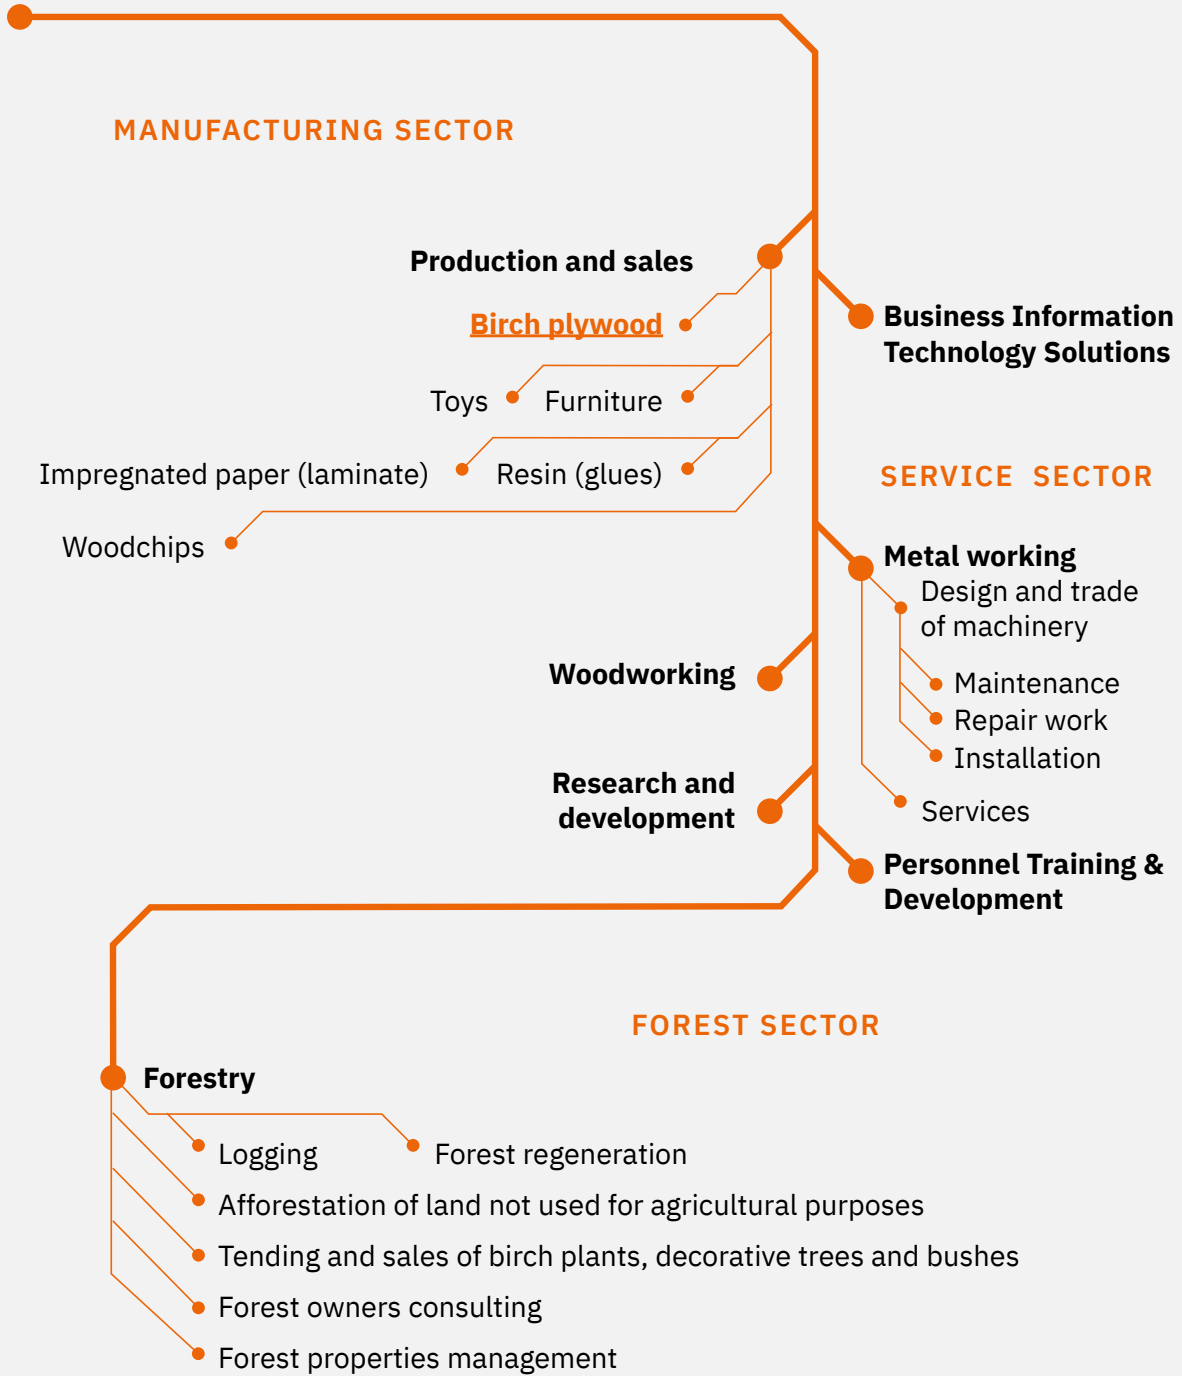 MANUFACTURING SECTOR
Production and sales
Birch plywood
Toys
Furniture
Impregnated paper (laminate)
Resin (glues)
Woodchips
Business Information
Technology Solutions
SERVICE SECTOR
Metal working
Design and trade
of machinery
Maintenance
Repair work
Installation
Services
Woodworking
Research and
development
Personnel Training &
Development
FOREST SECTOR
Forestry
Logging
Forest regeneration
Afforestation of land not used for agricultural purposes
Tending and sales of birch plants, decorative trees and bushes
Forest owners consulting
Forest properties management